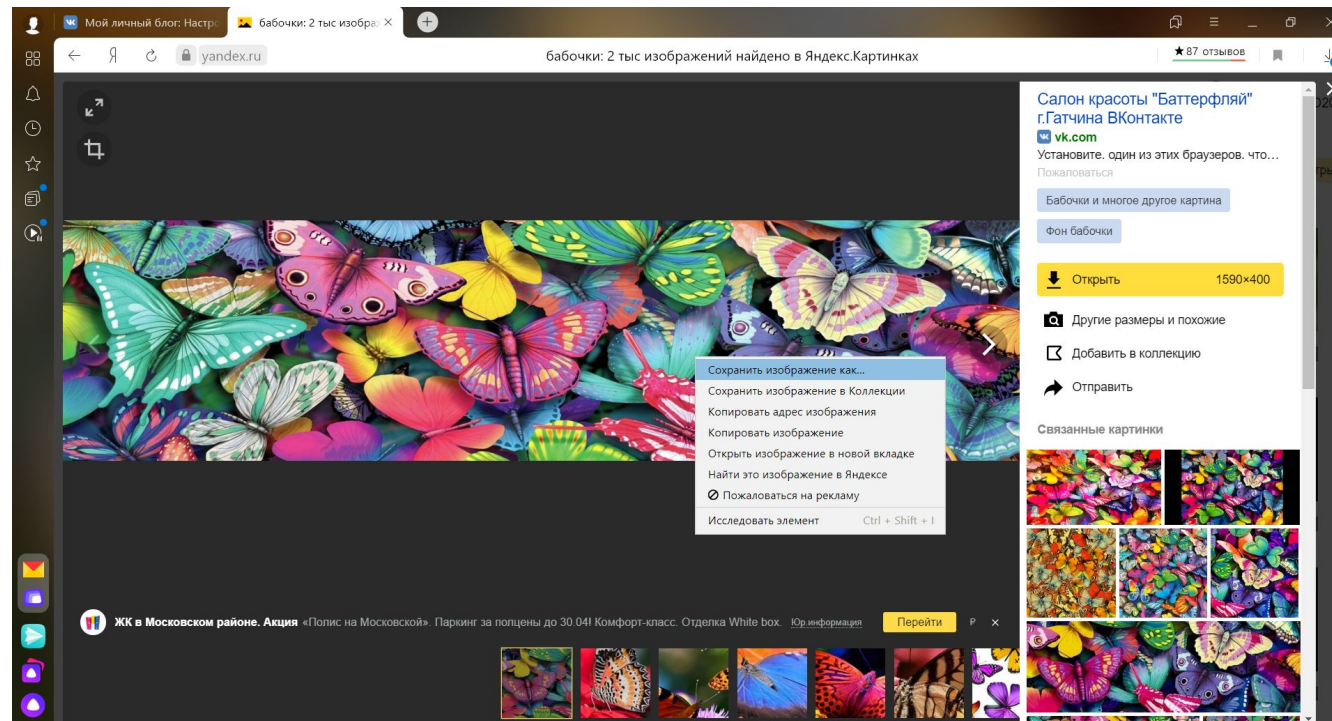 Мой личный блог: Настро
бабочки: 2 тыс изобра
yandex.ru
бабочки: 2 тыс изображений найдено в Яндекс.Картинках
★87 отзывов
Салон красоты "Баттерфляй"
г.Гатчина ВКонтакте
vk.com
Установите. один из этих браузеров. что…
Пожаловаться
Бабочки и многое другое картина
Фон бабочки
Открыть 1590×400
Другие размеры и похожие
Добавить в коллекцию
Отправить
Связанные картинки
Сохранить изображение как...
Сохранить изображение в Коллекции
Копировать адрес изображения
Копировать изображение
Открыть изображение в новой вкладке
Найти это изображение в Яндексе
Пожаловаться на рекламу
Исследовать элемент Ctrl + Shift + I
ЖК в Московском районе. Акция «Полис на Московской». Паркинг за полцены до 30.04! Комфорт-класс. Отделка White box. Юр.информация
Перейти